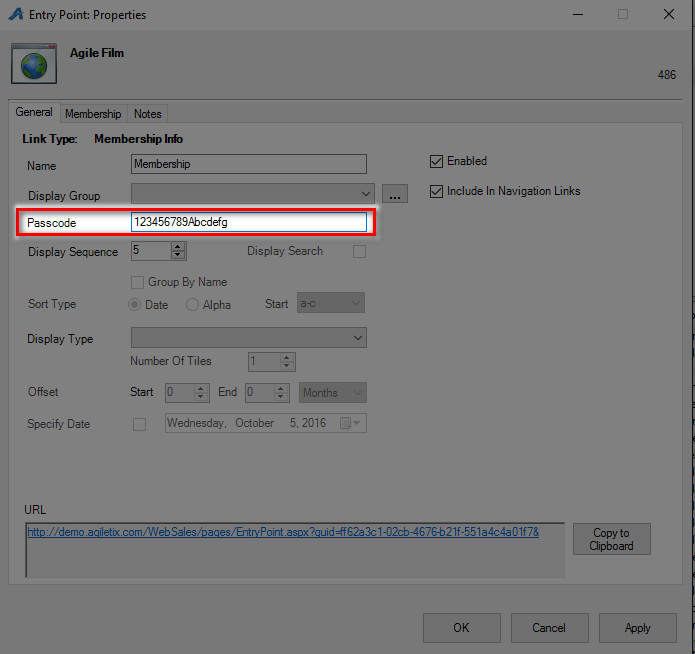 Entry Point: Properties
Agile Film
486
General Membership Notes
Link Type: Membership Info
Name Membership Enabled
Display Group ... Include In Navigation Links
Passcode 123456789Abcdefg
Display Sequence 5 Display Search
Group By Name
Sort Type Date Alpha Start a-c
Display Type
Number Of Tiles 1
Offset Start 0 End 0 Months
Specify Date Wednesday, October 5, 2016
URL
http://demo.agiletix.com/WebSales/pages/EntryPoint.aspx?guid=ff62a3c1-02cb-4676-b21f-551a4c4a01f7&
Copy to
Clipboard
OK Cancel Apply